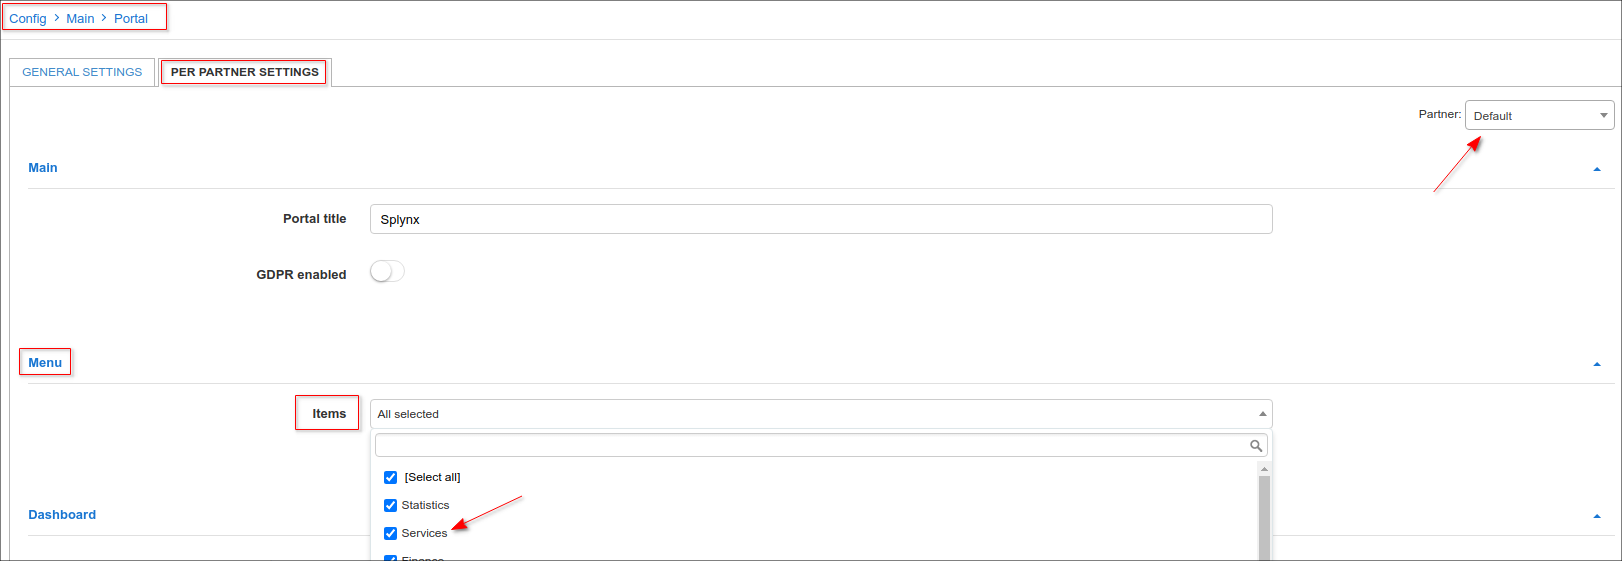 Config > Main > Portal
GENERAL SETTINGS
PER PARTNER SETTINGS
Partner: Default
Main
Portal title Splynx
GDPR enabled
Menu
Items All selected
[Select all]
Statistics
Services
Dashboard
Finance